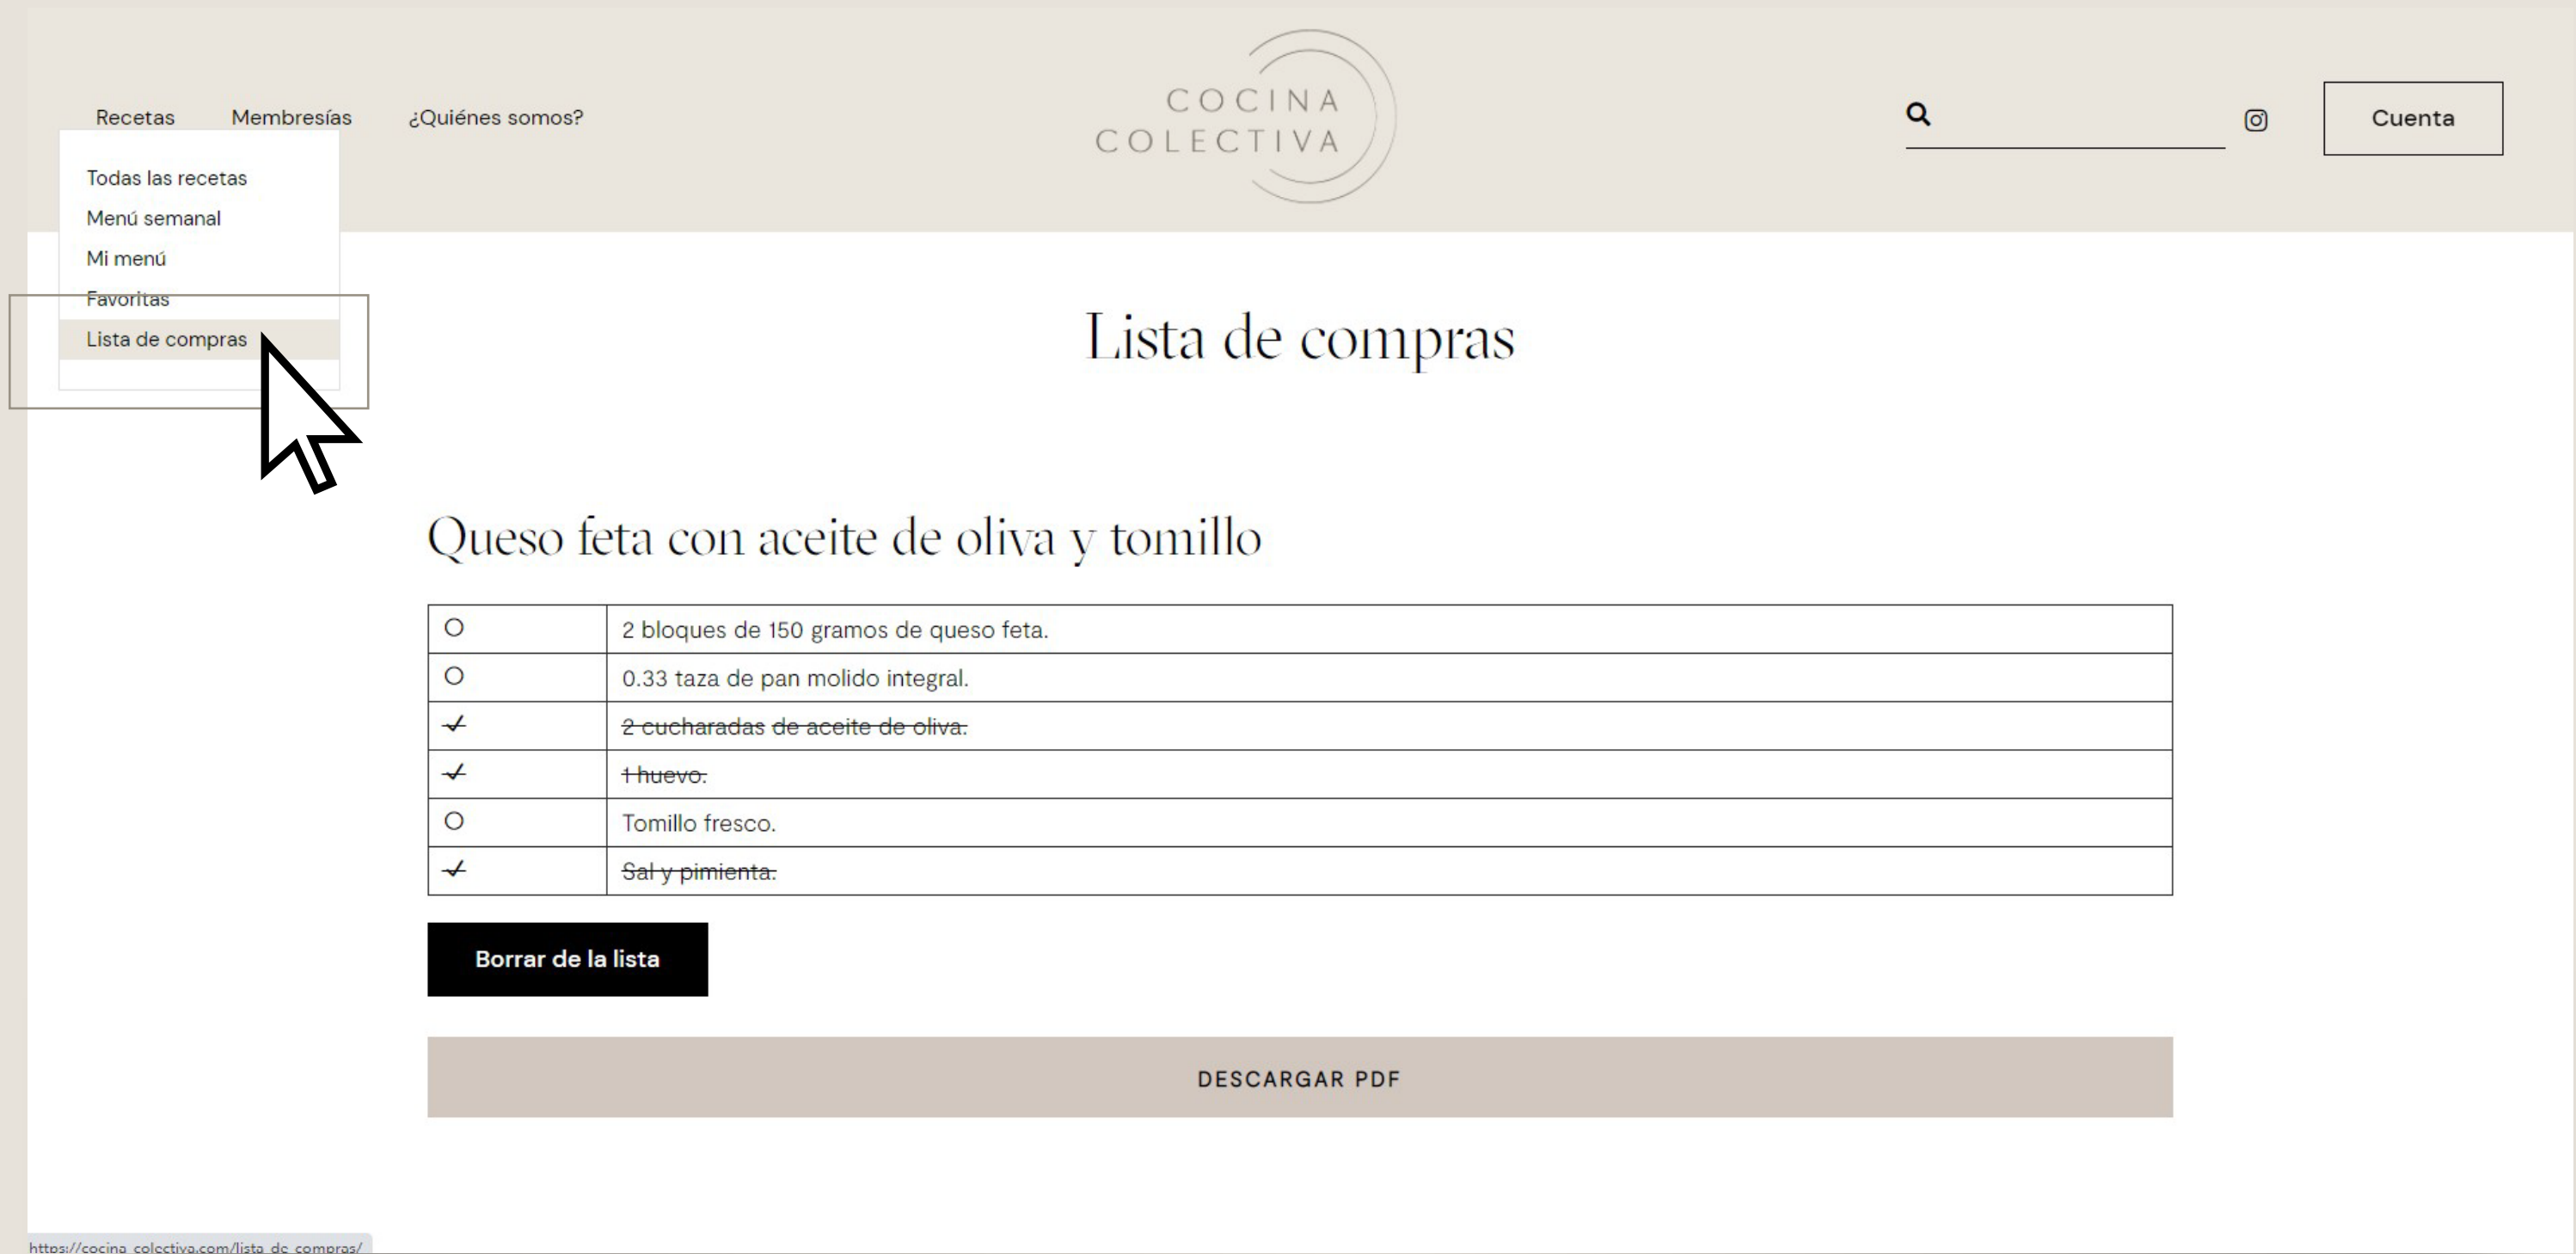 Recetas Membresías ¿Quiénes somos?
COCINA
COLECTIVA
Cuenta
Todas las recetas
Menú semanal
Mi menú
Favoritas
Lista de compras
Lista de compras
Queso feta con aceite de oliva y tomillo
2 bloques de 150 gramos de queso feta.
0.33 taza de pan molido integral.
2 cucharadas de aceite de oliva.
1 huevo.
Tomillo fresco.
Sal y pimienta.
Borrar de la lista
DESCARGAR PDF
https://cocina_colectiva.com/lista_de_compras/